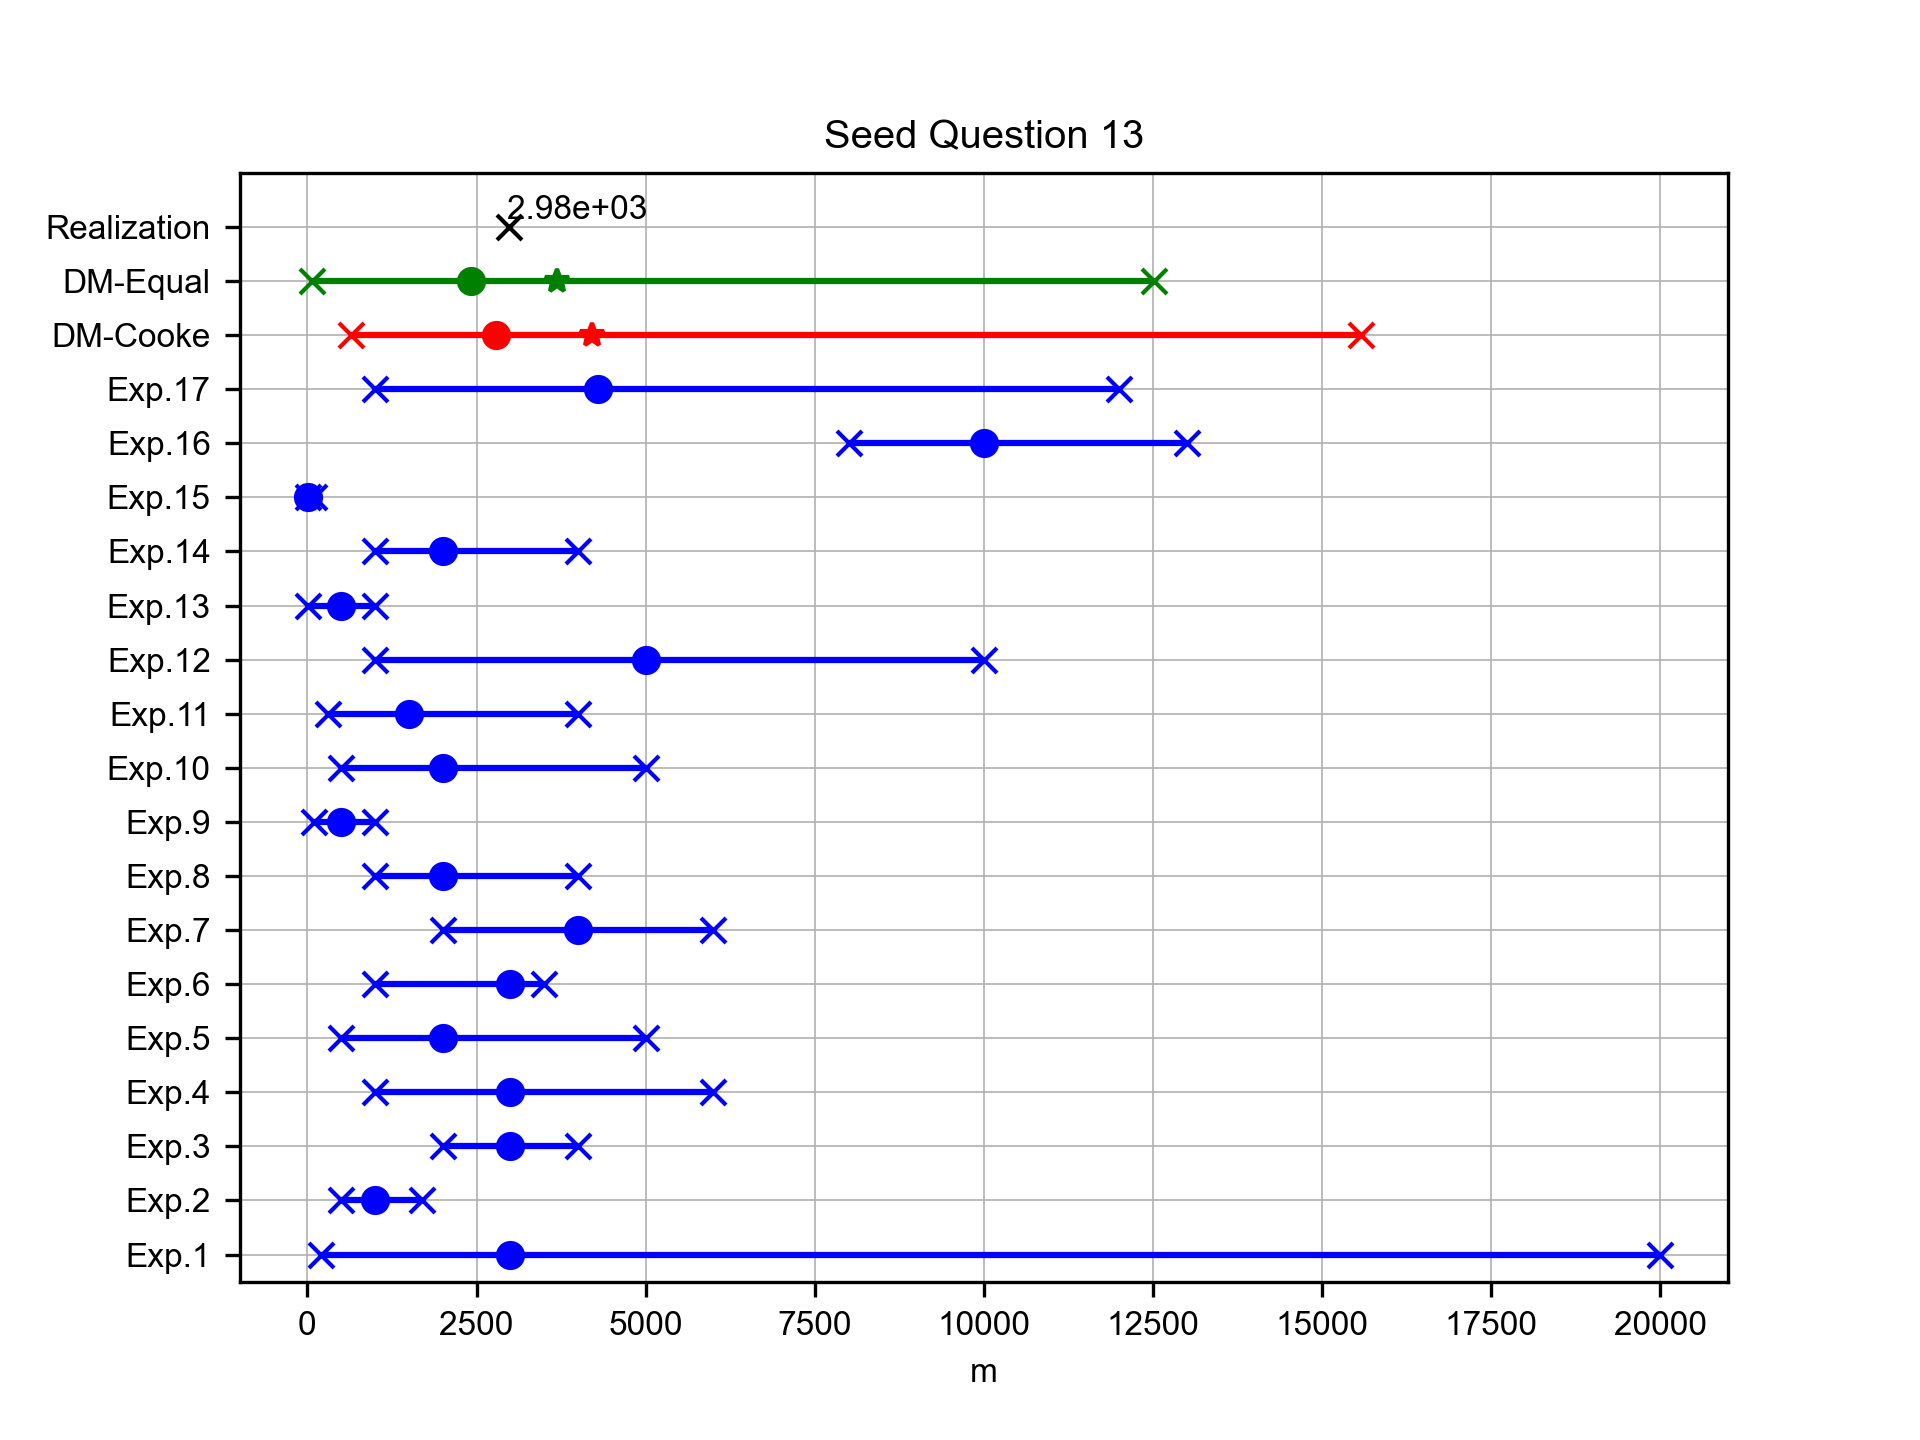 Seed Question 13
2.98e+03
Realization
DM-Equal
DM-Cooke
Exp.17
Exp.16
Exp.15
Exp.14
Exp.13
Exp.12
Exp.11
Exp.10
Exp.9
Exp.8
Exp.7
Exp.6
Exp.5
Exp.4
Exp.3
Exp.2
Exp.1
0 2500 5000 7500 10000 12500 15000 17500 20000
m